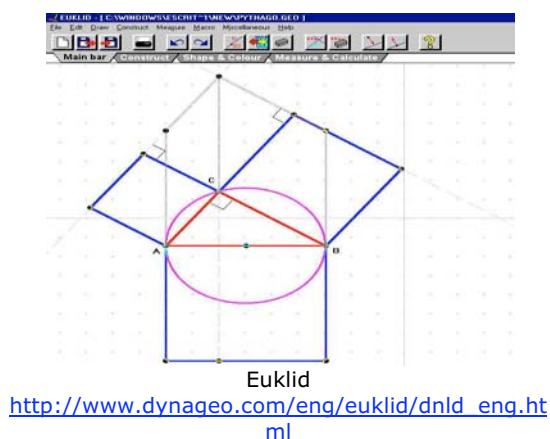 EUKLID - [ C:\WINDOWS\ESCRIT~1\NEW\PYTHAGO.GEO ]
File Edit Draw Construct Measure Macro Miscellaneous Help
Main bar Construct Shape & Colour Measure & Calculate
C
A B
Euklid
http://www.dynageo.com/eng/euklid/dnld_eng.ht
ml